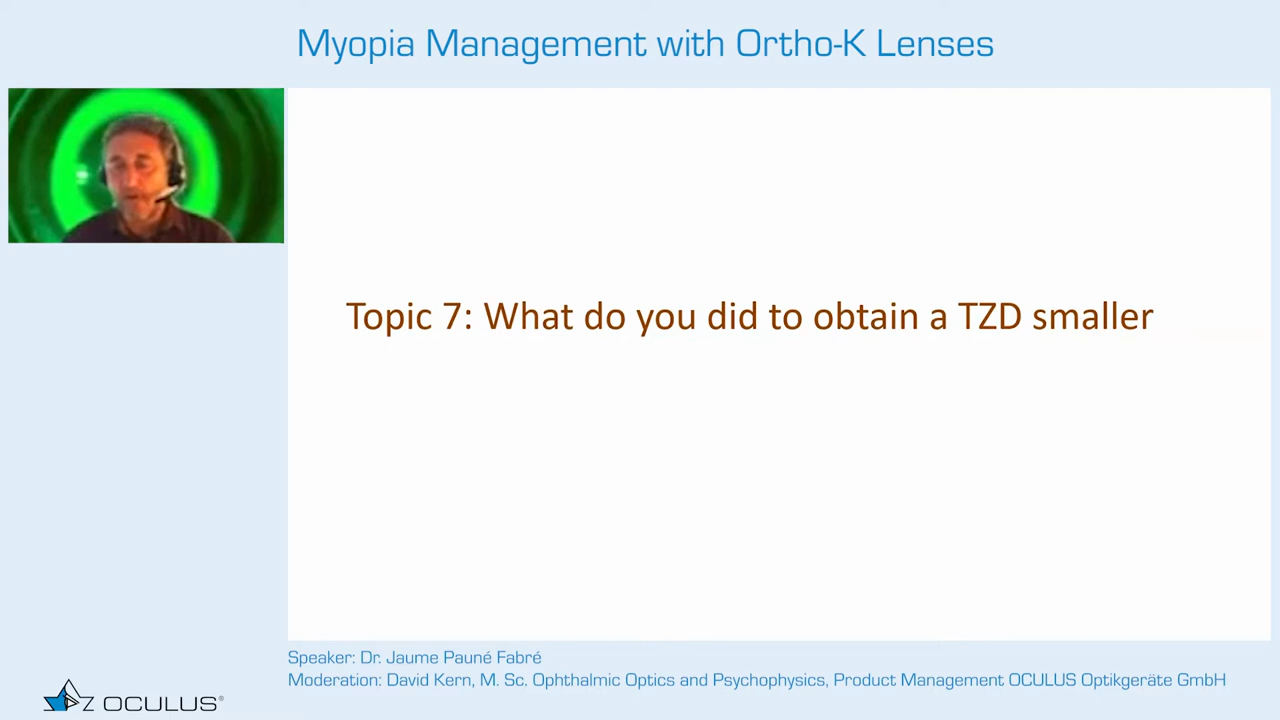 Myopia Management with Ortho-K Lenses
Topic 7: What do you did to obtain a TZD smaller
Speaker: Dr. Jaume Pauné Fabré
Moderation: David Kern, M. Sc. Ophthalmic Optics and Psychophysics, Product Management OCULUS Optikgeräte GmbH
OCULUS®